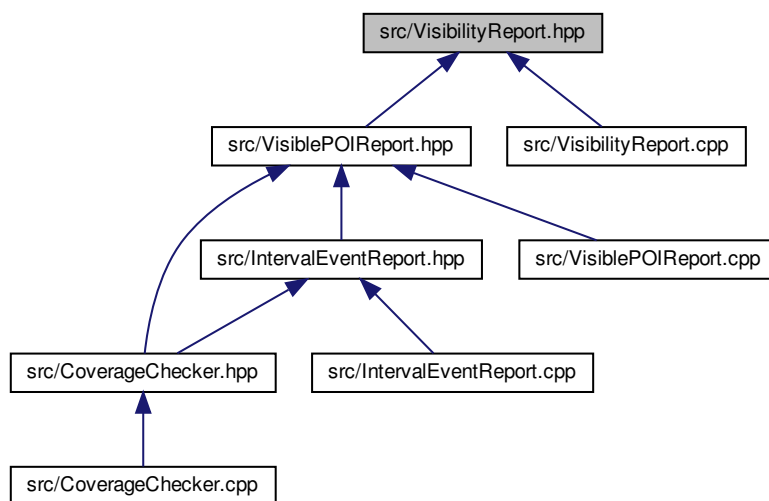 src/VisibilityReport.hpp
src/VisiblePOIReport.hpp
src/VisibilityReport.cpp
src/IntervalEventReport.hpp
src/VisiblePOIReport.cpp
src/CoverageChecker.hpp
src/IntervalEventReport.cpp
src/CoverageChecker.cpp